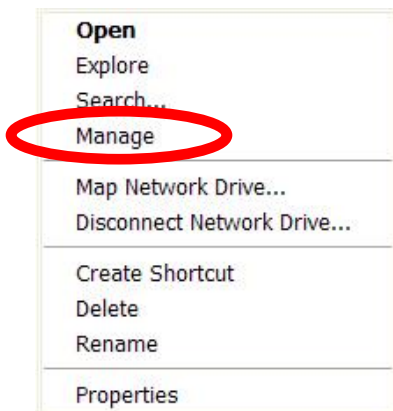 Open
Explore
Search...
Manage
Map Network Drive...
Disconnect Network Drive...
Create Shortcut
Delete
Rename
Properties